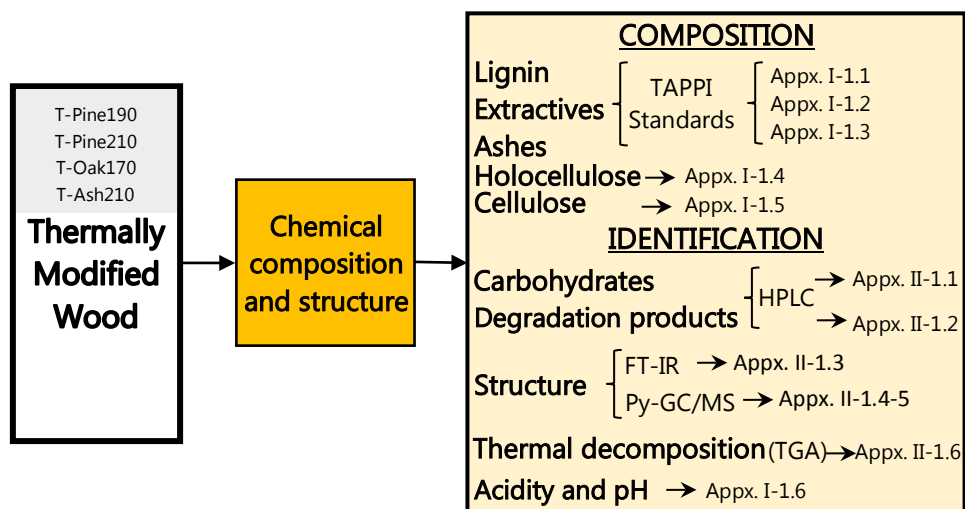 T-Pine190
T-Pine210
T-Oak170
T-Ash210
Thermally
Modified
Wood
Chemical
composition
and structure
COMPOSITION
Lignin
Extractives
Ashes
TAPPI
Standards
Appx. I-1.1
Appx. I-1.2
Appx. I-1.3
Holocellulose → Appx. I-1.4
Cellulose → Appx. I-1.5
IDENTIFICATION
Carbohydrates
Degradation products
HPLC
→ Appx. II-1.1
→ Appx. II-1.2
Structure
FT-IR → Appx. II-1.3
Py-GC/MS → Appx. II-1.4-5
Thermal decomposition (TGA) → Appx. II-1.6
Acidity and pH → Appx. I-1.6